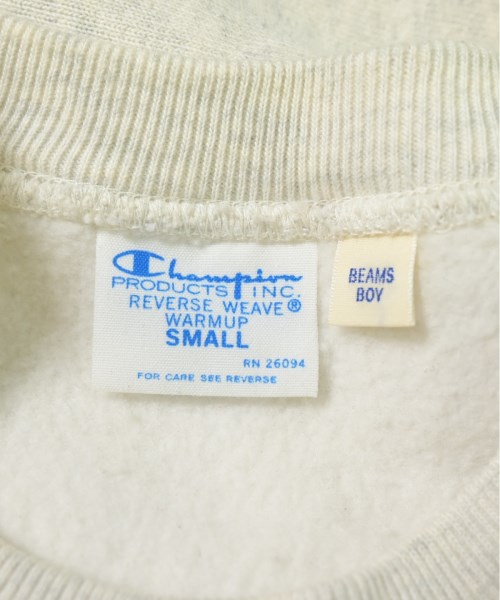 Champion
PRODUCTS INC.
REVERSE WEAVE®
WARMUP
SMALL
RN 26094
FOR CARE SEE REVERSE
BEAMS
BOY